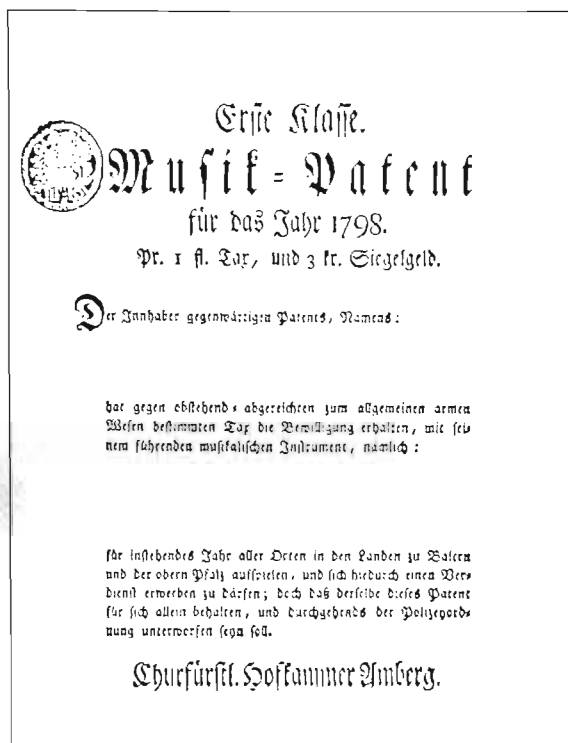 Erste Klasse.
Musik-Patent
für das Jahr 1798.
Pr. 1 fl. Tax, und 3 kr. Siegelgeld.
Der Innhaber gegenwärtigen Patents, Namens:
hat gegen obstehend-abgereichten zum allgemeinen armen
Wesen bestimmten Tax die Bewilligung erhalten, mit sei-
nem führenden musikalischen Instrument, nämlich:
für instehendes Jahr aller Orten in den Landen zu Baiern
und der obern Pfalz aufspielen, und sich hiedurch einen Ver-
dienst erwerben zu därfen; doch daß derselbe dieses Patent
für sich allein behalten, und durchgehends der Polizeyord-
nung unterworfen seyn soll.
Churfürstl. Hofkammer Amberg.